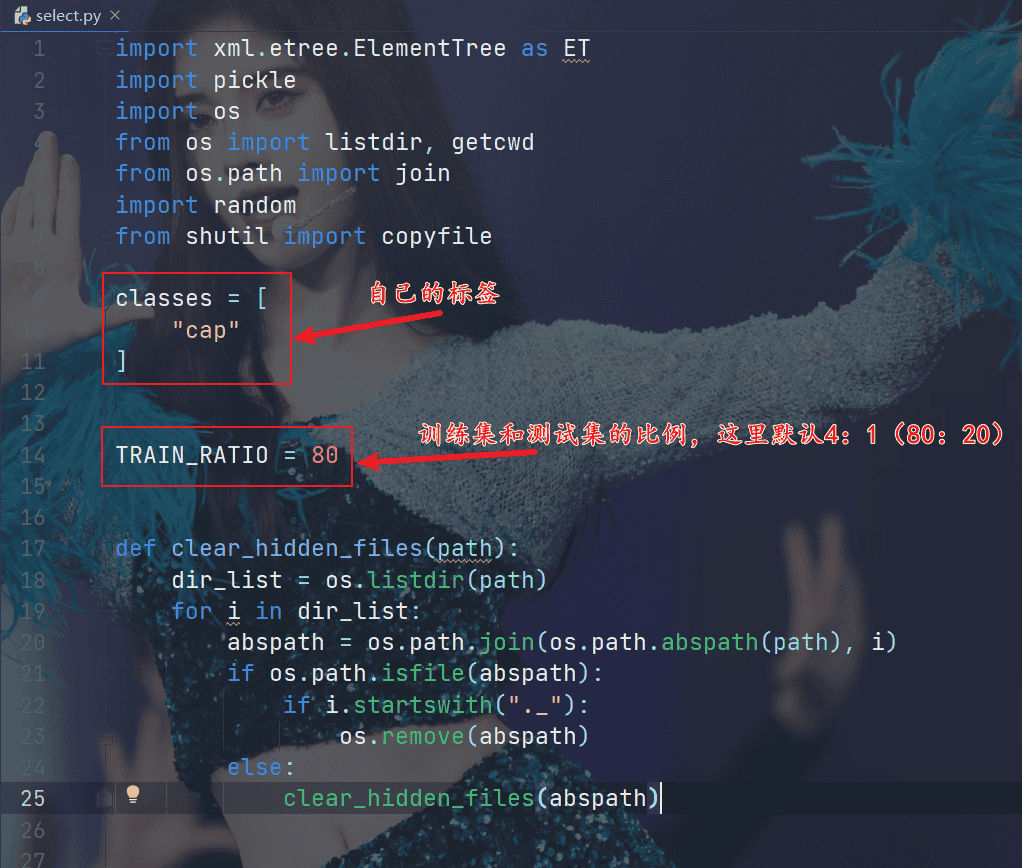 select.py
1 import xml.etree.ElementTree as ET
2 import pickle
3 import os
4 from os import listdir, getcwd
5 from os.path import join
6 import random
7 from shutil import copyfile
8
9 classes = [
自己的标签
10 "cap"
11 ]
12
13
训练集和测试集的比例，这里默认4：1（80：20）
14 TRAIN_RATIO = 80
15
16
17 def clear_hidden_files(path):
18 dir_list = os.listdir(path)
19 for i in dir_list:
20 abspath = os.path.join(os.path.abspath(path), i)
21 if os.path.isfile(abspath):
22 if i.startswith("._"):
23 os.remove(abspath)
24 else:
25 clear_hidden_files(abspath)
26
27